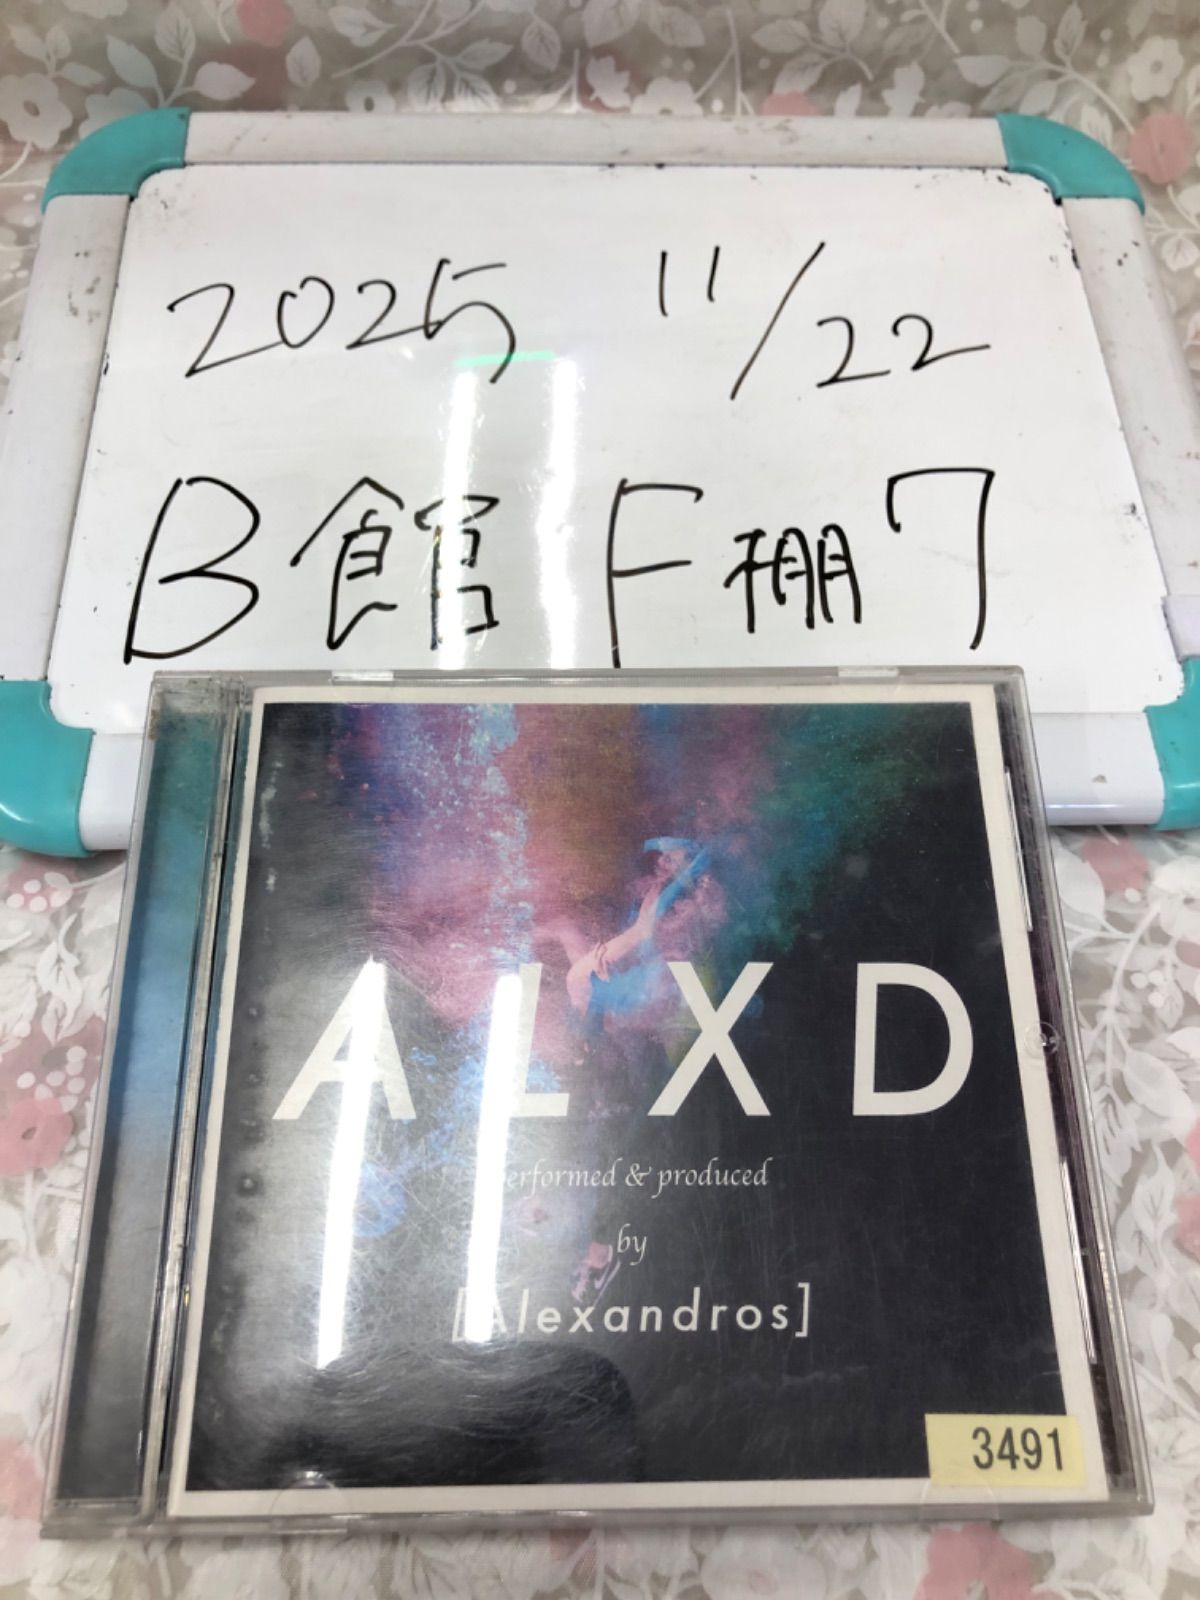 2025 11/22
B館 F棚7
ALXD
performed & produced
by
[Alexandros]
3491